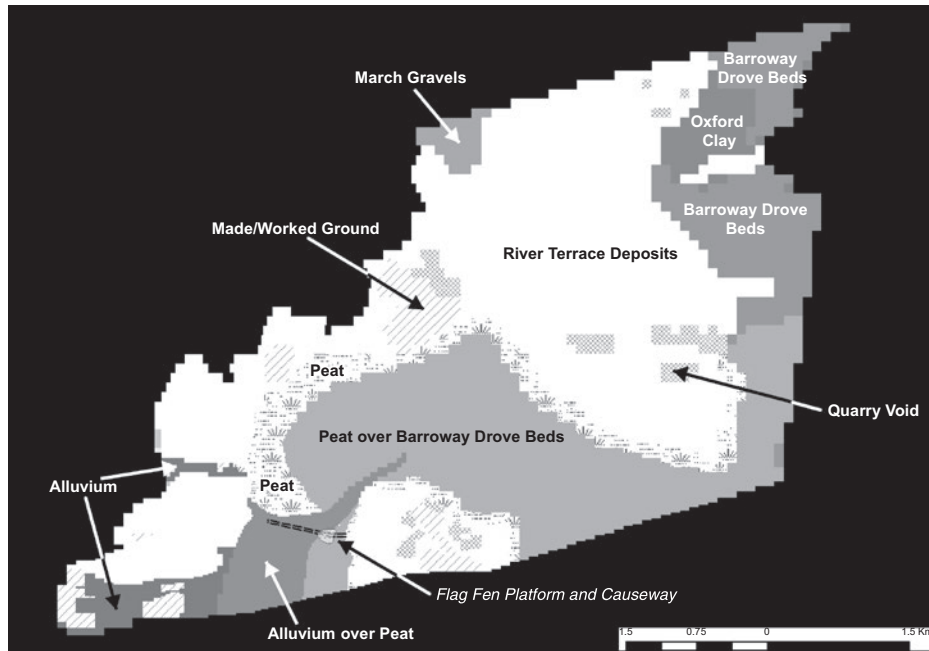 Barroway
Drove Beds
March Gravels
Oxford
Clay
Barroway Drove
Beds
Made/Worked Ground
River Terrace Deposits
Peat
Quarry Void
Peat over Barroway Drove Beds
Alluvium
Peat
Flag Fen Platform and Causeway
Alluvium over Peat
1.5 0.75 0 1.5 Km